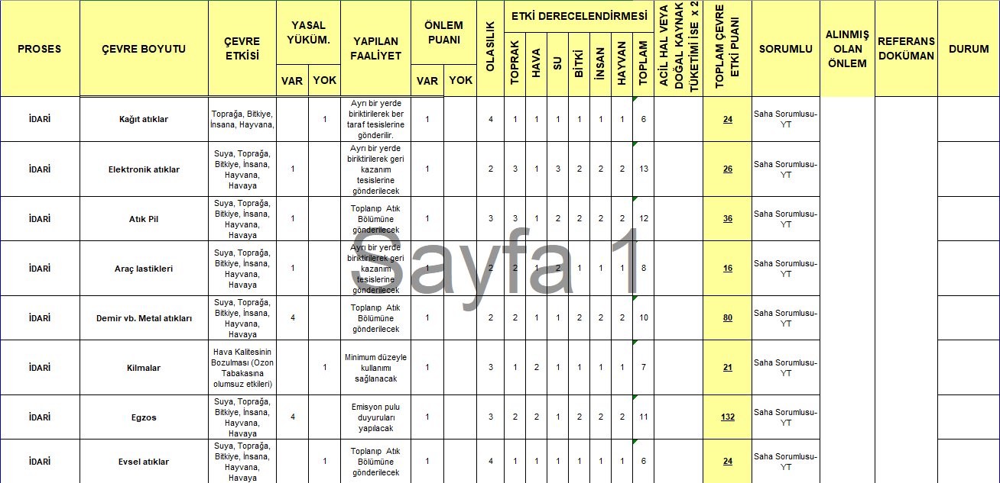 PROSES ÇEVRE BOYUTU ÇEVRE ETKİSİ YASAL YÜKÜM. YAPILAN FAALİYET ÖNLEM PUANI OLASILIK ETKİ DERECELENDİRMESİ ACİL HAL VEYA DOĞAL KAYNAK TÜKETİMİ İSE x 2 TOPLAM ÇEVRE ETKİ PUANI SORUMLU ALINMIŞ OLAN ÖNLEM REFERANS DOKÜMAN DURUM
VAR YOK VAR YOK TOPRAK HAVA SU BİTKİ İNSAN HAYVAN TOPLAM
İDARİ Kağıt atıklar Toprağa, Bitkiye, İnsana, Hayvana, 1 Ayrı bir yerde biriktirilerek ber taraf tesislerine gönderilir. 1 4 1 1 1 1 1 1 6 24 Saha Sorumlusu-YT
İDARİ Elektronik atıklar Suya, Toprağa, Bitkiye, İnsana, Hayvana, Havaya 1 Ayrı bir yerde biriktirilerek geri kazanım tesislerine gönderilecek 1 2 3 1 3 2 2 2 13 26 Saha Sorumlusu-YT
İDARİ Atık Pil Suya, Toprağa, Bitkiye, İnsana, Hayvana, Havaya 1 Toplanıp Atık Bölümüne gönderilecek 1 3 3 1 2 2 2 2 12 36 Saha Sorumlusu-YT
İDARİ Araç lastikleri Suya, Toprağa, Bitkiye, İnsana, Hayvana, Havaya 1 Ayrı bir yerde biriktirilerek geri kazanım tesislerine gönderilecek 1 2 2 1 2 1 1 1 8 16 Saha Sorumlusu-YT
Sayfa 1
İDARİ Demir vb. Metal atıkları Suya, Toprağa, Bitkiye, İnsana, Hayvana, Havaya 4 Toplanıp Atık Bölümüne gönderilecek 1 2 2 1 1 2 2 2 10 80 Saha Sorumlusu-YT
İDARİ Kilmalar Hava Kalitesinin Bozulması (Ozon Tabakasına olumsuz etkileri) 1 Minimum düzeyle kullanımı sağlanacak 1 3 1 2 1 1 1 1 7 21 Saha Sorumlusu-YT
İDARİ Egzos Suya, Toprağa, Bitkiye, İnsana, Hayvana, Havaya 4 Emisyon pulu duyuruları yapılacak 1 3 2 2 1 2 2 2 11 132 Saha Sorumlusu-YT
İDARİ Evsel atıklar Suya, Toprağa, Bitkiye, İnsana, Hayvana, Havaya 1 Toplanıp Atık Bölümüne gönderilecek 1 4 1 1 1 1 1 1 6 24 Saha Sorumlusu-YT